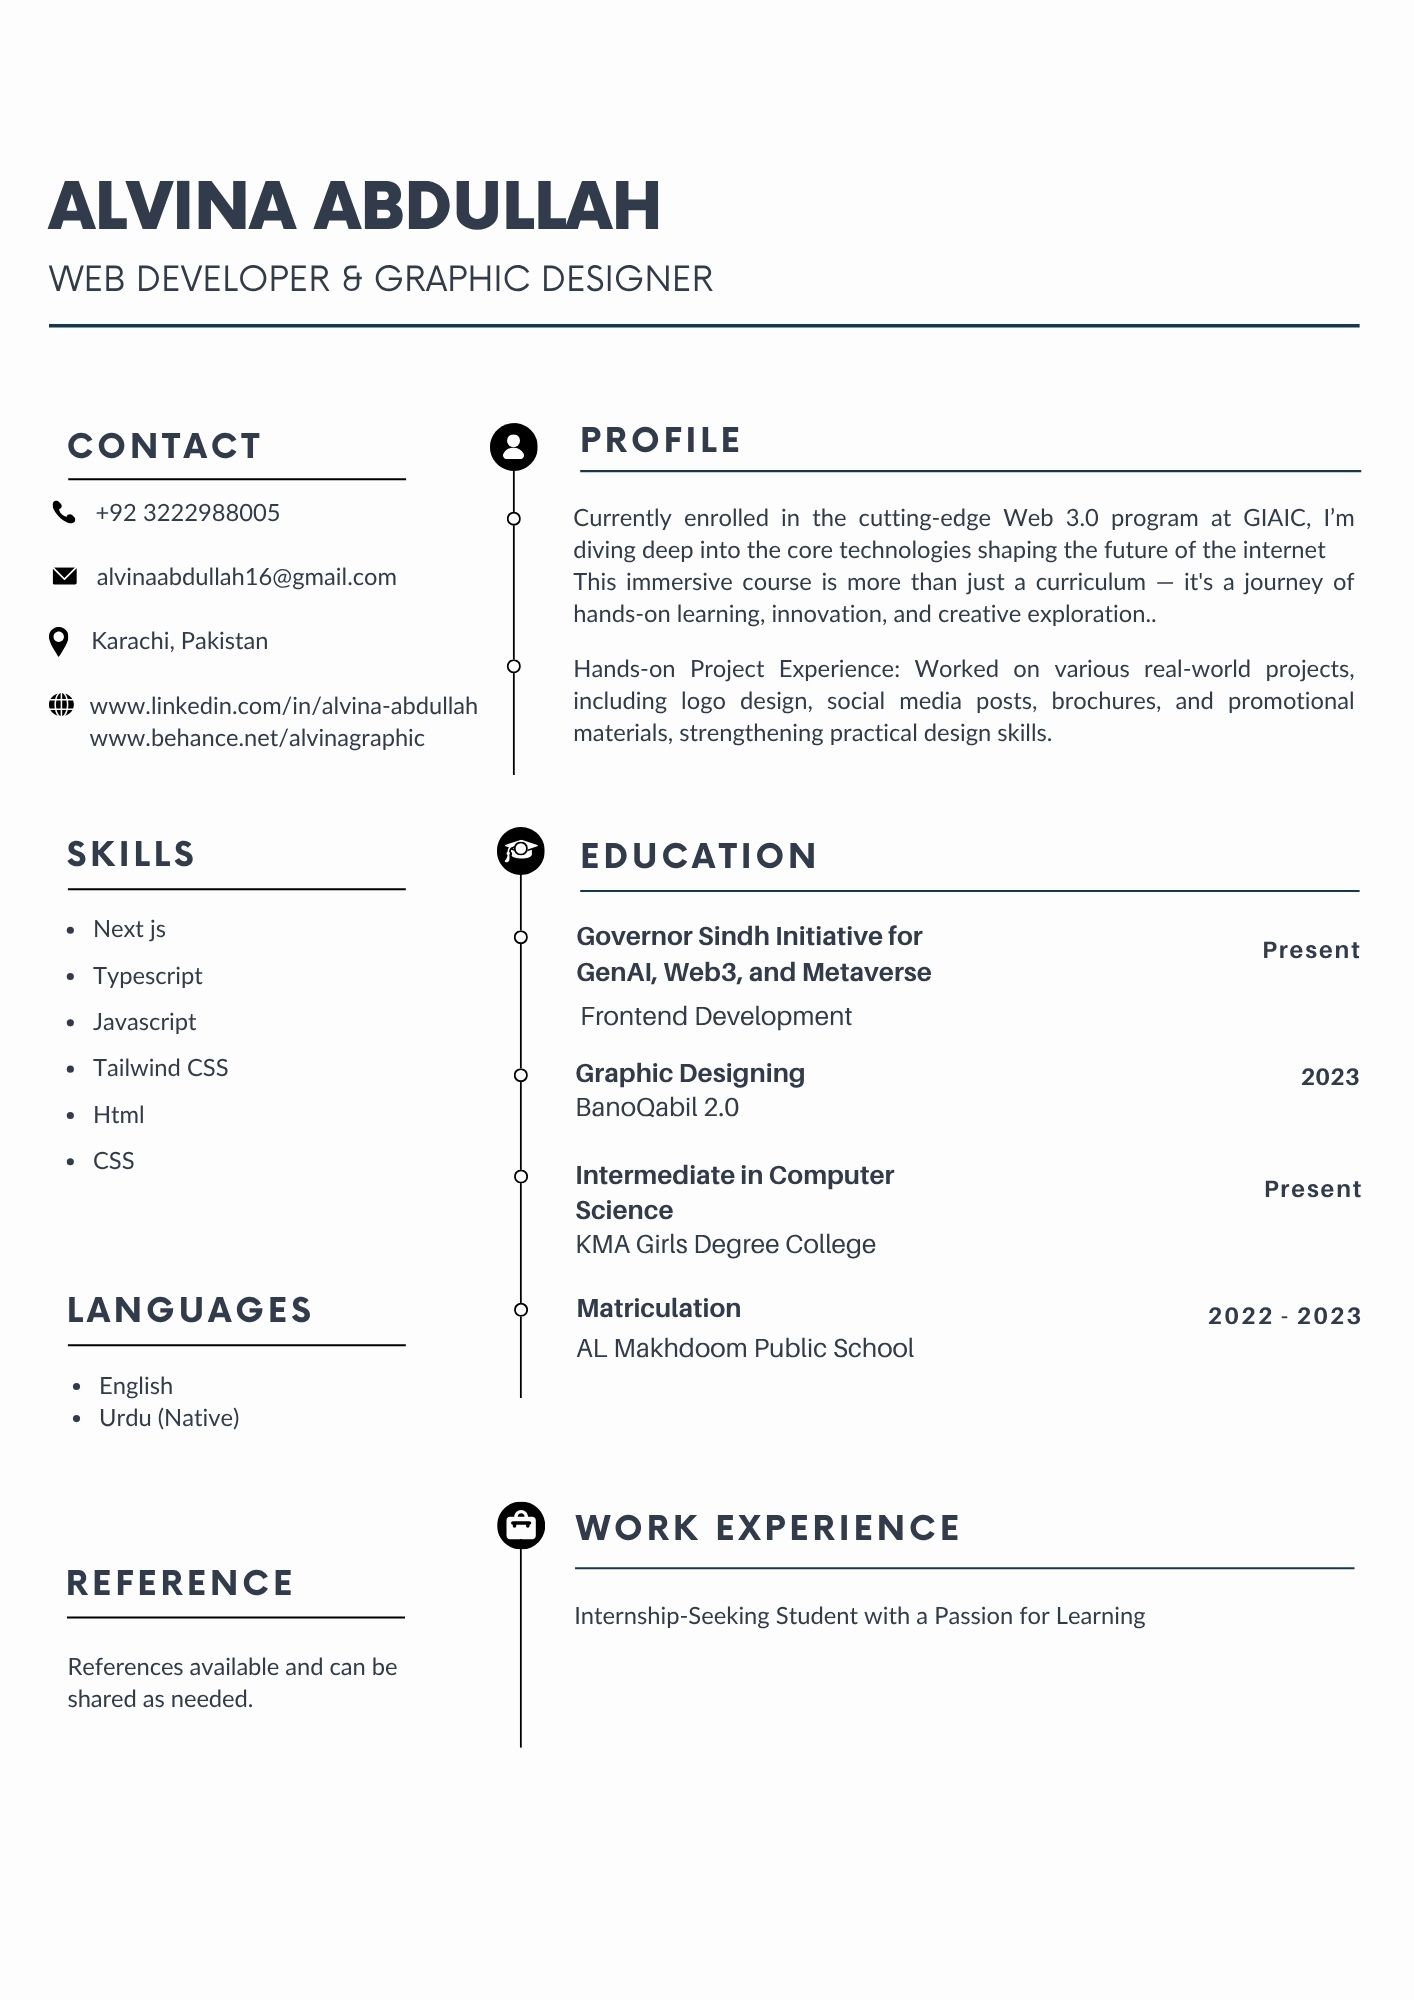 ALVINA ABDULLAH
WEB DEVELOPER & GRAPHIC DESIGNER
CONTACT
+92 3222988005
alvinaabdullah16@gmail.com
Karachi, Pakistan
www.linkedin.com/in/alvina-abdullah
www.behance.net/alvinagraphic
SKILLS
Next js
Typescript
Javascript
Tailwind CSS
Html
CSS
LANGUAGES
English
Urdu (Native)
REFERENCE
References available and can be
shared as needed.
PROFILE
Currently enrolled in the cutting-edge Web 3.0 program at GIAIC, I’m
diving deep into the core technologies shaping the future of the internet
This immersive course is more than just a curriculum — it's a journey of
hands-on learning, innovation, and creative exploration..
Hands-on Project Experience: Worked on various real-world projects,
including logo design, social media posts, brochures, and promotional
materials, strengthening practical design skills.
EDUCATION
Governor Sindh Initiative for
GenAI, Web3, and Metaverse
Present
Frontend Development
Graphic Designing 2023
BanoQabil 2.0
Intermediate in Computer
Science
Present
KMA Girls Degree College
Matriculation 2022 - 2023
AL Makhdoom Public School
WORK EXPERIENCE
Internship-Seeking Student with a Passion for Learning